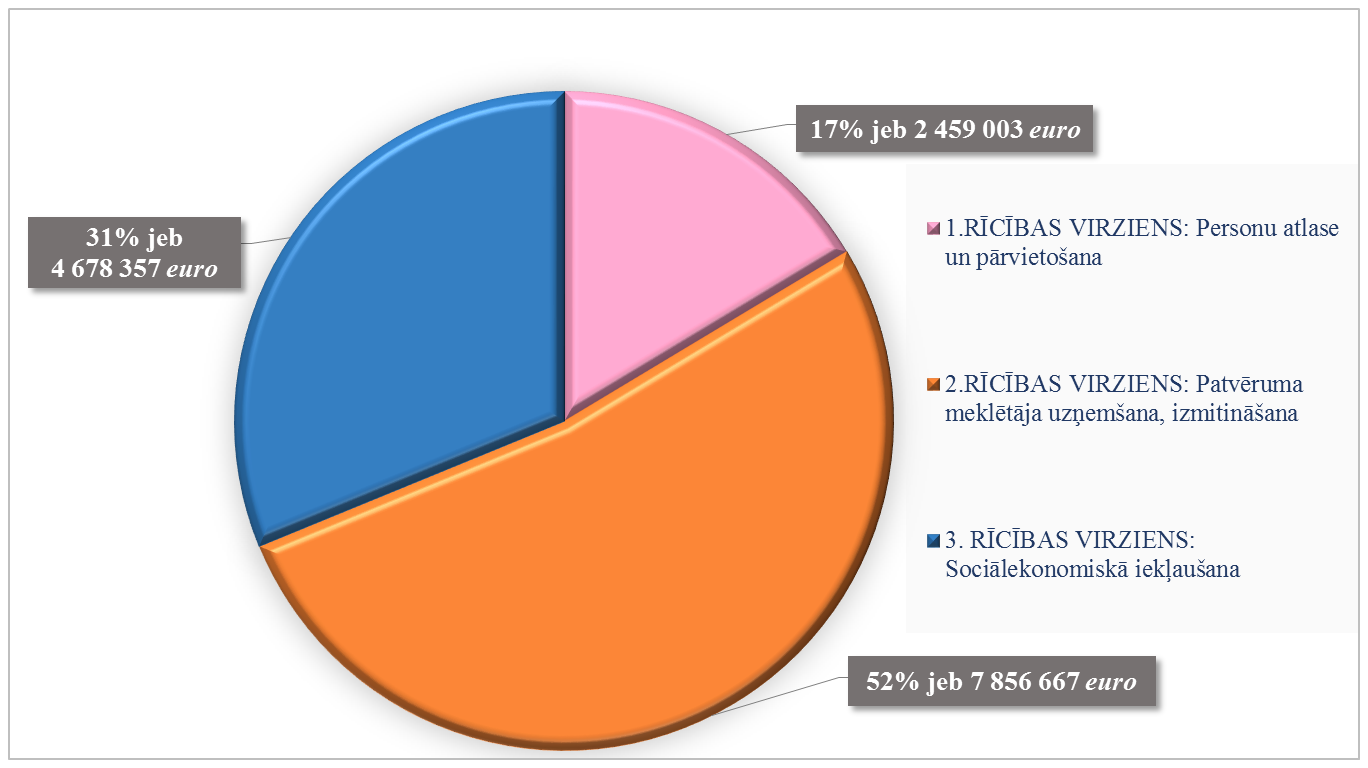 17% jeb 2 459 003 euro
31% jeb
4 678 357 euro
1.RĪCĪBAS VIRZIENS: Personu atlase
un pārvietošana
2.RĪCĪBAS VIRZIENS: Patvēruma
meklētāja uzņemšana, izmitināšana
3. RĪCĪBAS VIRZIENS:
Sociālekonomiskā iekļaušana
52% jeb 7 856 667 euro